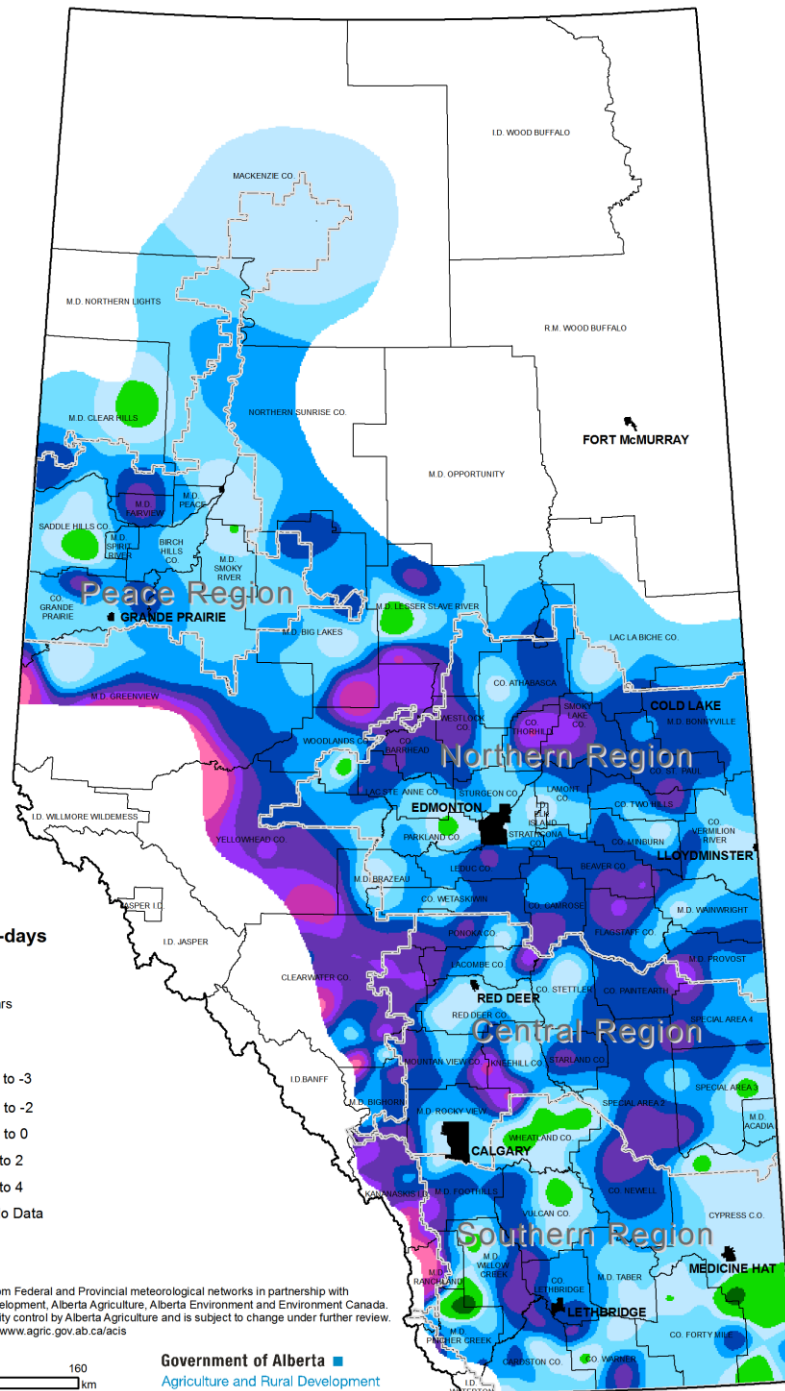 I.D. WOOD BUFFALO
MACKENZIE CO.
M.D. NORTHERN LIGHTS
R.M. WOOD BUFFALO
M.D. CLEAR HILLS
NORTHERN SUNRISE CO.
FORT McMURRAY
M.D. OPPORTUNITY
M.D.
PEACE
M.D.
FAIRVIEW
SADDLE HILLS CO.
M.D.
SPIRIT
RIVER
BIRCH
HILLS
CO.
M.D.
SMOKY
RIVER
Peace Region
CO.
GRANDE
PRAIRIE
GRANDE PRAIRIE
M.D. LESSER SLAVE RIVER
M.D. BIG LAKES
LAC LA BICHE CO.
M.D. GREENVIEW
CO. ATHABASCA
COLD LAKE
M.D. BONNYVILLE
SMOKY
LAKE
CO.
WESTLOCK
CO.
CO.
THORHILD
WOODLANDS CO.
CO.
BARRHEAD
Northern Region
CO. ST. PAUL
LAC STE. ANNE CO.
STURGEON CO.
LAMONT
CO.
EDMONTON
I.D.
ELK
ISLAND
CO. TWO HILLS
I.D. WILLMORE WILDERNESS
CO.
VERMILION
RIVER
PARKLAND CO.
STRATHCONA
CO.
CO. MINBURN
YELLOWHEAD CO.
LLOYDMINSTER
LEDUC CO.
BEAVER CO.
M.D. BRAZEAU
CO. WETASKIWIN
CO. CAMROSE
M.D. WAINWRIGHT
JASPER I.D.
-days
I.D. JASPER
PONOKA CO.
FLAGSTAFF CO.
M.D. PROVOST
LACOMBE CO.
CLEARWATER CO.
CO. STETTLER
CO. PAINTEARTH
RED DEER
RED DEER CO.
SPECIAL AREA 4
Central Region
rs
MOUNTAIN VIEW CO.
KNEEHILL CO.
STARLAND CO.
to -3
I.D. BANFF
SPECIAL AREA 3
M.D. BIGHORN
SPECIAL AREA 2
to -2
M.D. ROCKY VIEW
M.D.
ACADIA
to 0
WHEATLAND CO.
CALGARY
to 2
to 4
KANANASKIS I.D.
M.D. FOOTHILLS
CO. NEWELL
o Data
VULCAN CO.
CYPRESS C.O.
Southern Region
M.D.
WILLOW
CREEK
MEDICINE HAT
M.D.
RANCHLAND
M.D. TABER
CO.
LETHBRIDGE
LETHBRIDGE
om Federal and Provincial meteorological networks in partnership with
elopment, Alberta Agriculture, Alberta Environment and Environment Canada.
ity control by Alberta Agriculture and is subject to change under further review.
www.agric.gov.ab.ca/acis
M.D.
PINCHER CREEK
CO. FORTY MILE
CARDSTON CO.
CO. WARNER
160
km
Government of Alberta
Agriculture and Rural Development
I.D.